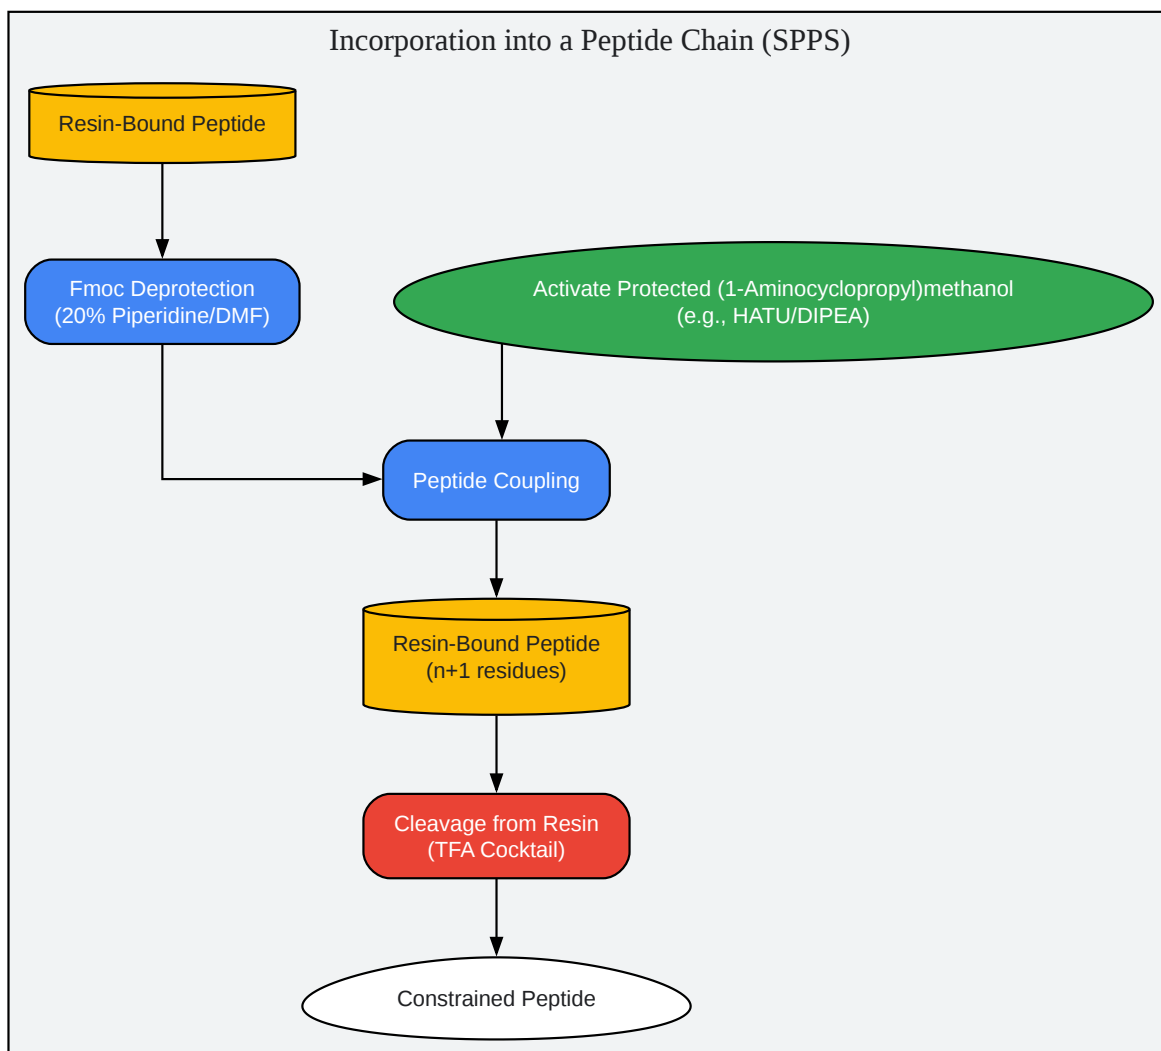 Incorporation into a Peptide Chain (SPPS)
Resin-Bound Peptide
Fmoc Deprotection
(20% Piperidine/DMF)
Activate Protected (1-Aminocyclopropyl)methanol
(e.g., HATU/DIPEA)
Peptide Coupling
Resin-Bound Peptide
(n+1 residues)
Cleavage from Resin
(TFA Cocktail)
Constrained Peptide